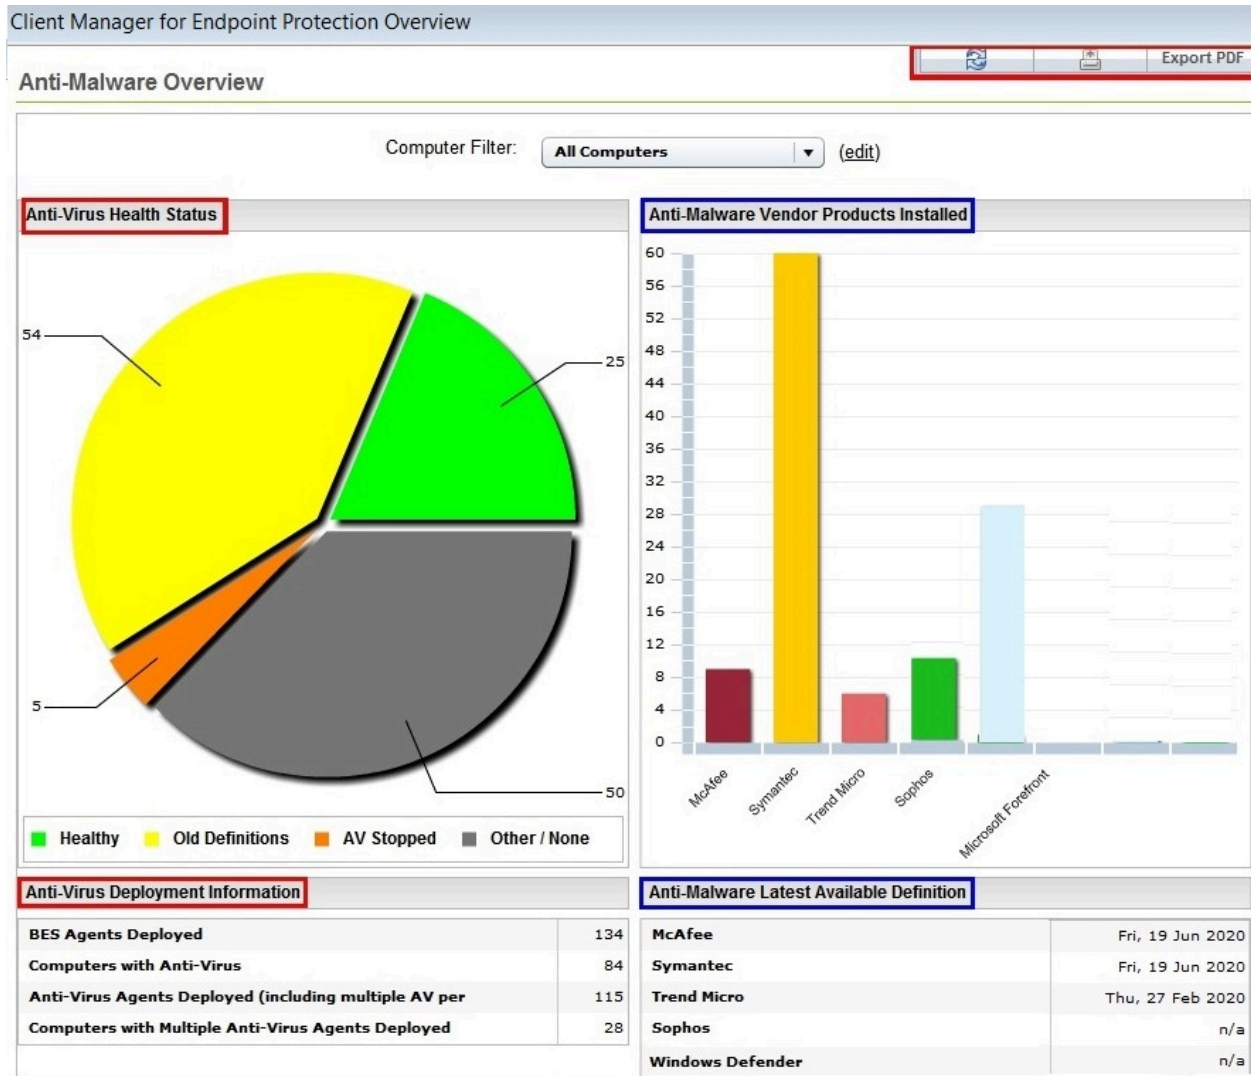 Client Manager for Endpoint Protection Overview
Export PDF
Anti-Malware Overview
Computer Filter: All Computers (edit)
Anti-Virus Health Status
54
25
5
50
Healthy Old Definitions AV Stopped Other / None
Anti-Malware Vendor Products Installed
60
56
52
48
44
40
36
32
28
24
20
16
12
8
4
0
McAfee
Symantec
Trend Micro
Sophos
Microsoft Forefront
Anti-Virus Deployment Information
BES Agents Deployed 134
Computers with Anti-Virus 84
Anti-Virus Agents Deployed (including multiple AV per 115
Computers with Multiple Anti-Virus Agents Deployed 28
Anti-Malware Latest Available Definition
McAfee Fri, 19 Jun 2020
Symantec Fri, 19 Jun 2020
Trend Micro Thu, 27 Feb 2020
Sophos n/a
Windows Defender n/a